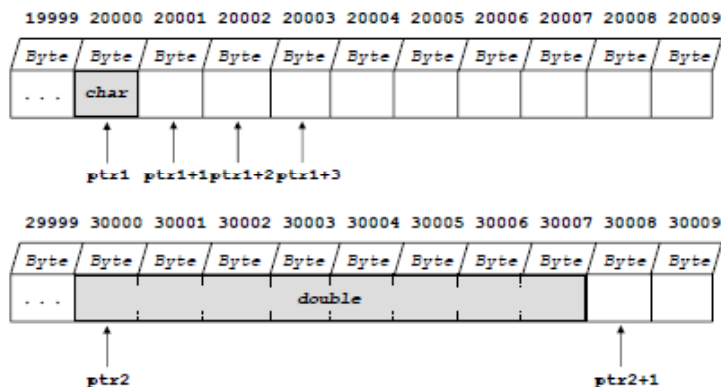 19999 20000 20001 20002 20003 20004 20005 20006 20007 20008 20009
Byte Byte Byte Byte Byte Byte Byte Byte Byte Byte Byte
... char
ptr1 ptr1+1 ptr1+2 ptr1+3
29999 30000 30001 30002 30003 30004 30005 30006 30007 30008 30009
Byte Byte Byte Byte Byte Byte Byte Byte Byte Byte Byte
... double
ptr2 ptr2+1